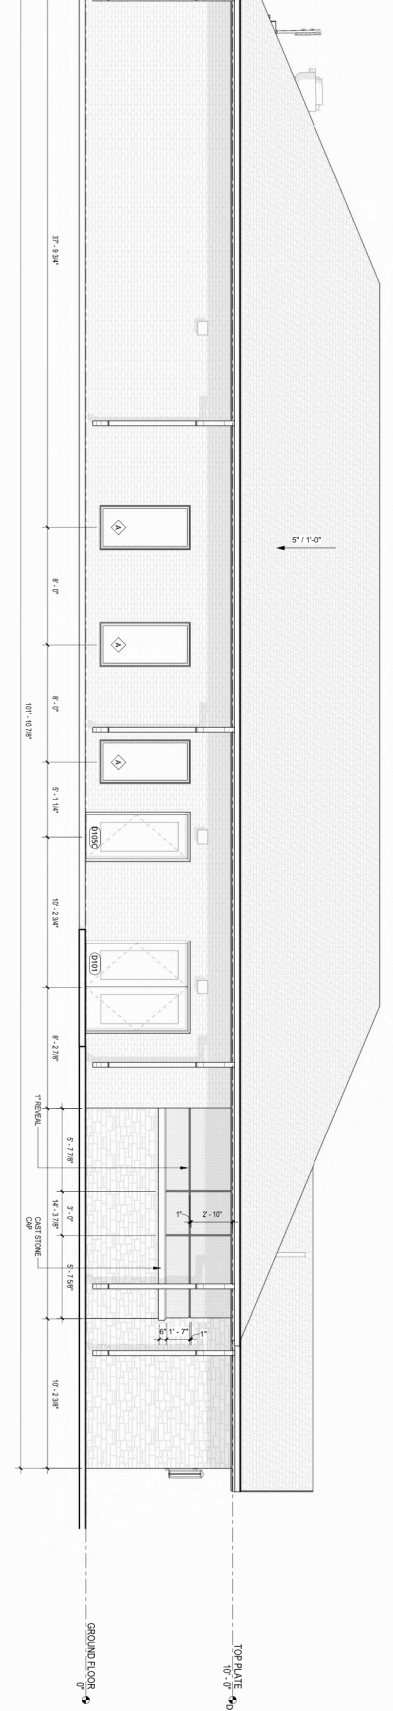 5" / 1'-0"
A
A
A
D105C
D101
1"
2' - 10"
6"
1' - 7"
1"
1" REVEAL
CAST STONE
CAP
5' - 7 7/8"
3' - 0"
5' - 7 5/8"
14' - 3 7/8"
37' - 9 3/4"
8' - 0"
8' - 0"
5' - 1 1/4"
10' - 2 3/4"
8' - 2 7/8"
10' - 2 3/8"
101' - 10 7/8"
TOP PLATE
10' - 0"
D
GROUND FLOOR
0"